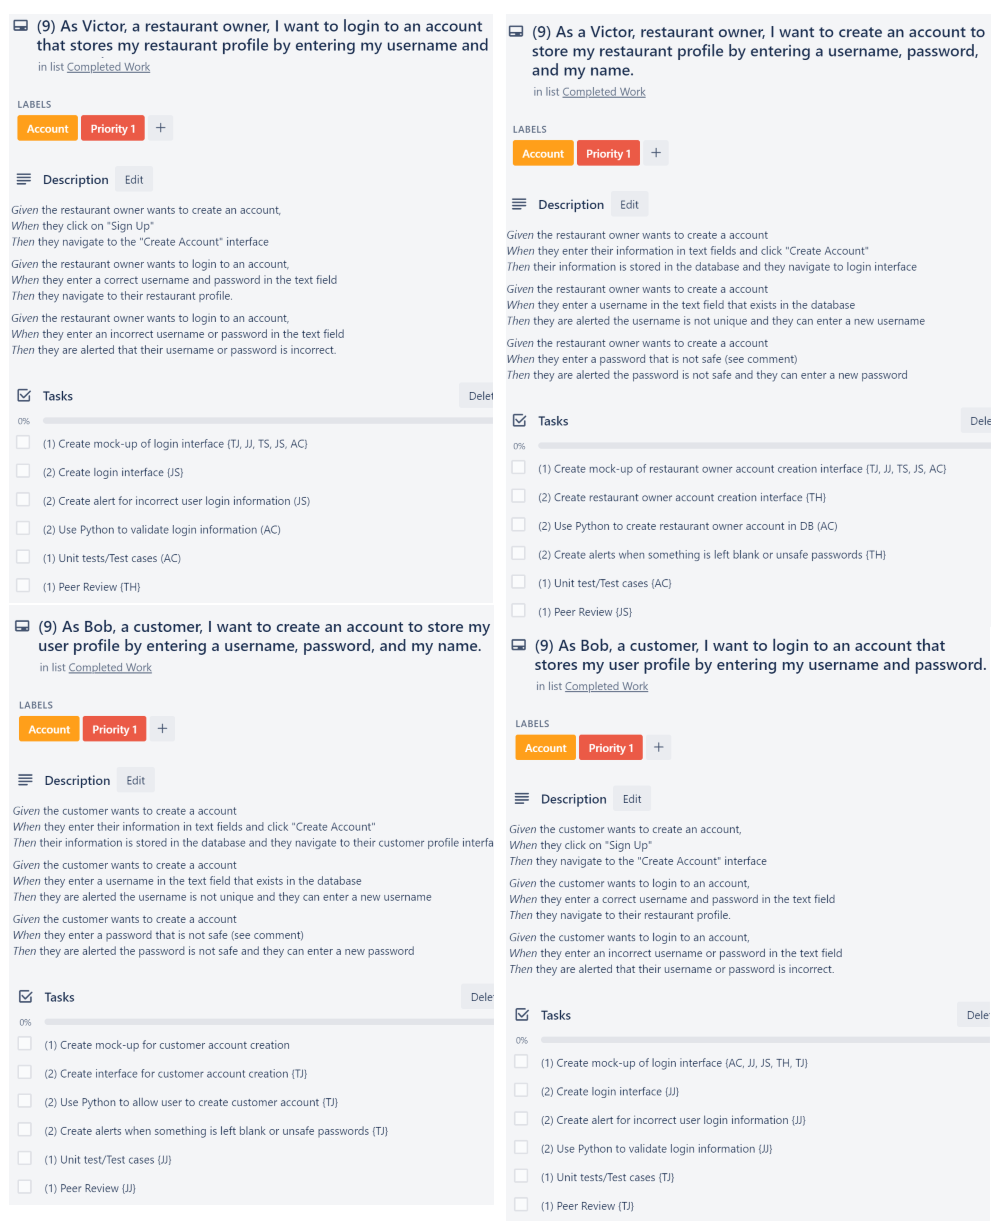 (9) As Victor, a restaurant owner, I want to login to an account
that stores my restaurant profile by entering my username and
in list Completed Work
LABELS
Account Priority 1 +
Description Edit
Given the restaurant owner wants to create an account,
When they click on "Sign Up"
Then they navigate to the "Create Account" interface
Given the restaurant owner wants to login to an account,
When they enter a correct username and password in the text field
Then they navigate to their restaurant profile.
Given the restaurant owner wants to login to an account,
When they enter an incorrect username or password in the text field
Then they are alerted that their username or password is incorrect.
Tasks Delet
0%
(1) Create mock-up of login interface {TJ, JJ, TS, JS, AC}
(2) Create login interface {JS}
(2) Create alert for incorrect user login information {JS}
(2) Use Python to validate login information {AC}
(1) Unit tests/Test cases {AC}
(1) Peer Review {TH}
(9) As a Victor, restaurant owner, I want to create an account to
store my restaurant profile by entering a username, password,
and my name.
in list Completed Work
LABELS
Account Priority 1 +
Description Edit
Given the restaurant owner wants to create a account
When they enter their information in text fields and click "Create Account"
Then their information is stored in the database and they navigate to login interface
Given the restaurant owner wants to create a account
When they enter a username in the text field that exists in the database
Then they are alerted the username is not unique and they can enter a new username
Given the restaurant owner wants to create a account
When they enter a password that is not safe (see comment)
Then they are alerted the password is not safe and they can enter a new password
Tasks Dele
0%
(1) Create mock-up of restaurant owner account creation interface {TJ, JJ, TS, JS, AC}
(2) Create restaurant owner account creation interface {TH}
(2) Use Python to create restaurant owner account in DB {AC}
(2) Create alerts when something is left blank or unsafe passwords {TH}
(1) Unit test/Test cases {AC}
(1) Peer Review {JS}
(9) As Bob, a customer, I want to create an account to store my
user profile by entering a username, password, and my name.
in list Completed Work
LABELS
Account Priority 1 +
Description Edit
Given the customer wants to create a account
When they enter their information in text fields and click "Create Account"
Then their information is stored in the database and they navigate to their customer profile interfa
Given the customer wants to create a account
When they enter a username in the text field that exists in the database
Then they are alerted the username is not unique and they can enter a new username
Given the customer wants to create a account
When they enter a password that is not safe (see comment)
Then they are alerted the password is not safe and they can enter a new password
Tasks Delet
0%
(1) Create mock-up for customer account creation
(2) Create interface for customer account creation {TJ}
(2) Use Python to allow user to create customer account {TJ}
(2) Create alerts when something is left blank or unsafe passwords {TJ}
(1) Unit test/Test cases {JJ}
(1) Peer Review {JJ}
(9) As Bob, a customer, I want to login to an account that
stores my user profile by entering my username and password.
in list Completed Work
LABELS
Account Priority 1 +
Description Edit
Given the customer wants to create an account,
When they click on "Sign Up"
Then they navigate to the "Create Account" interface
Given the customer wants to login to an account,
When they enter a correct username and password in the text field
Then they navigate to their restaurant profile.
Given the customer wants to login to an account,
When they enter an incorrect username or password in the text field
Then they are alerted that their username or password is incorrect.
Tasks Delet
0%
(1) Create mock-up of login interface {AC, JJ, JS, TH, TJ}
(2) Create login interface {JJ}
(2) Create alert for incorrect user login information {JJ}
(2) Use Python to validate login information {JJ}
(1) Unit tests/Test cases {TJ}
(1) Peer Review {TJ}